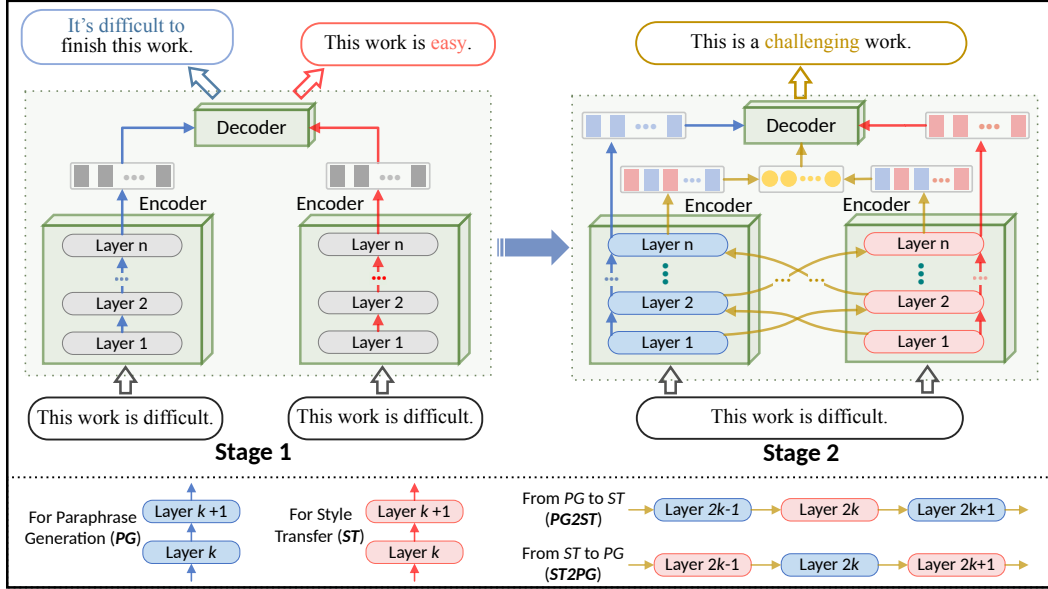 It's difficult to
finish this work.
This work is easy.
This is a challenging work.
Decoder
Decoder
Encoder
Encoder
Encoder
Encoder
Layer n
Layer n
Layer n
Layer n
Layer 2
Layer 2
Layer 2
Layer 2
Layer 1
Layer 1
Layer 1
Layer 1
This work is difficult.
This work is difficult.
This work is difficult.
Stage 1
Stage 2
For Paraphrase
Generation (PG)
Layer k +1
Layer k
For Style
Transfer (ST)
Layer k +1
Layer k
From PG to ST
(PG2ST)
Layer 2k-1
Layer 2k
Layer 2k+1
From ST to PG
(ST2PG)
Layer 2k-1
Layer 2k
Layer 2k+1